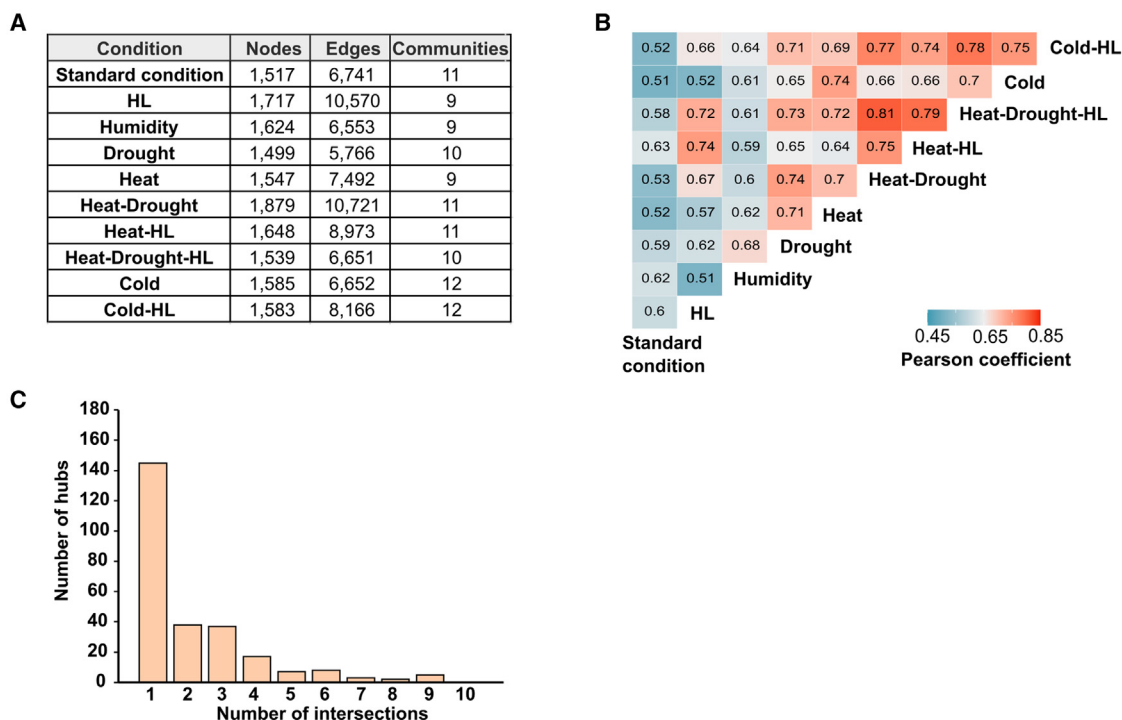 A
Condition Nodes Edges Communities
Standard condition 1,517 6,741 11
HL 1,717 10,570 9
Humidity 1,624 6,553 9
Drought 1,499 5,766 10
Heat 1,547 7,492 9
Heat-Drought 1,879 10,721 11
Heat-HL 1,648 8,973 11
Heat-Drought-HL 1,539 6,651 10
Cold 1,585 6,652 12
Cold-HL 1,583 8,166 12
B
0.52 0.66 0.64 0.71 0.69 0.77 0.74 0.78 0.75 Cold-HL
0.51 0.52 0.61 0.65 0.74 0.66 0.66 0.7 Cold
0.58 0.72 0.61 0.73 0.72 0.81 0.79 Heat-Drought-HL
0.63 0.74 0.59 0.65 0.64 0.75 Heat-HL
0.53 0.67 0.6 0.74 0.7 Heat-Drought
0.52 0.57 0.62 0.71 Heat
0.59 0.62 0.68 Drought
0.62 0.51 Humidity
0.6 HL
Standard
condition
0.45 0.65 0.85
Pearson coefficient
C
180
160
140
120
100
80
60
40
20
0
Number of hubs
1 2 3 4 5 6 7 8 9 10
Number of intersections